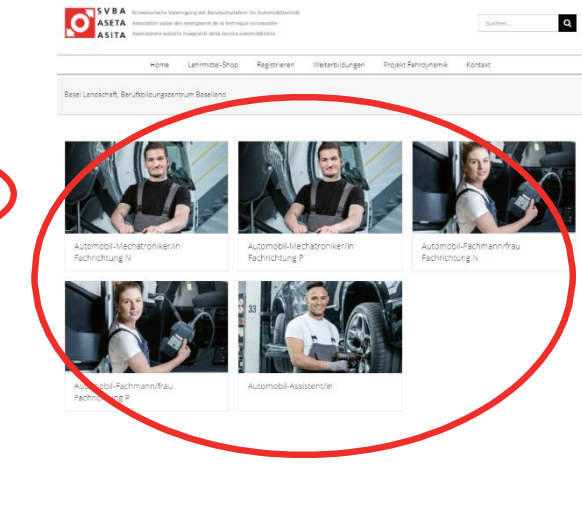 SVBA
ASETA
ASITA
Schweizerische Vereinigung der Berufsschullehrer für Automobiltechnik
Association suisse des enseignants de la technique automobile
Associazione svizzera insegnanti della tecnica automobilistica
Suchen...
Home Lehrmittel-Shop Registrieren Weiterbildungen Projekt Fahrdynamik Kontakt
Basel Landschaft, Berufsbildungszentrum Baselland
Automobil-Mechatroniker/in
Fachrichtung N
Automobil-Mechatroniker/in
Fachrichtung P
Automobil-Fachmann/frau
Fachrichtung N
33
Automobil-Fachmann/frau
Fachrichtung P
Automobil-Assistent/in